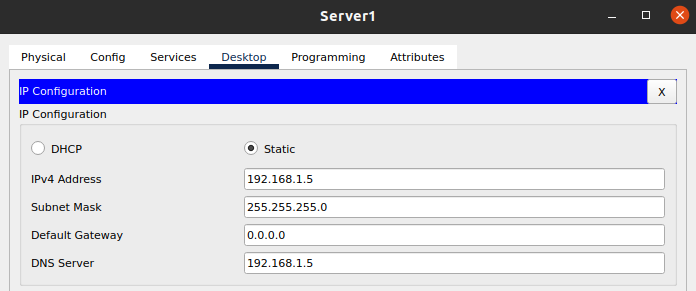 Server1
Physical Config Services Desktop Programming Attributes
IP Configuration X
IP Configuration
DHCP Static
IPv4 Address 192.168.1.5
Subnet Mask 255.255.255.0
Default Gateway 0.0.0.0
DNS Server 192.168.1.5